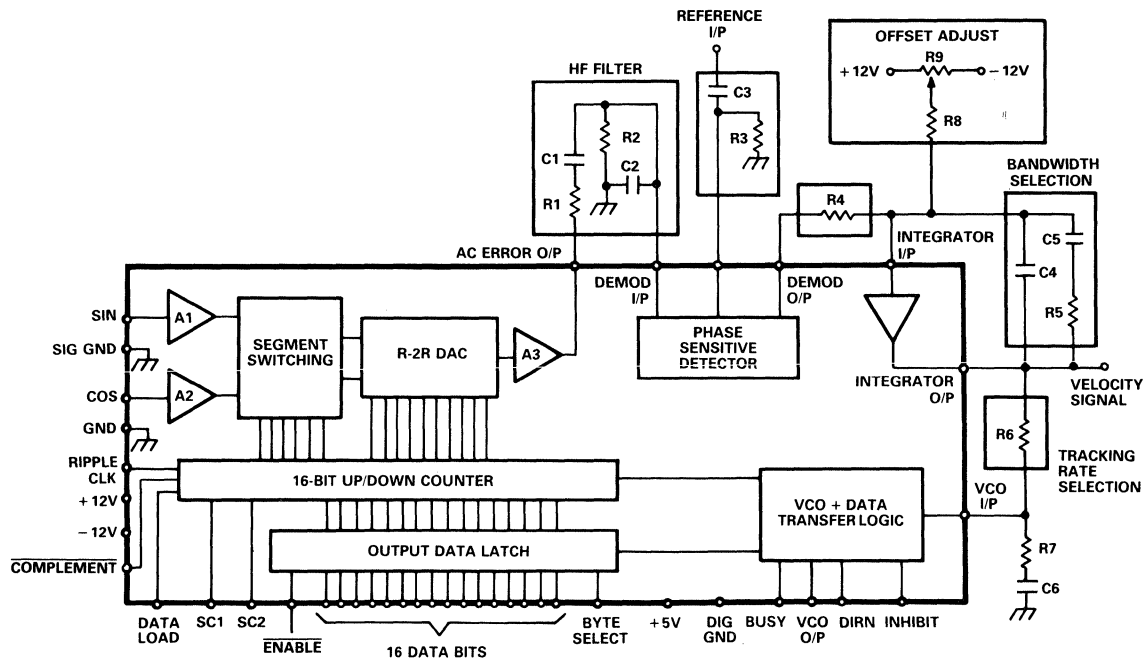 REFERENCE
I/P
OFFSET ADJUST
R9
+12V
-12V
R8
HF FILTER
C3
R3
R2
C1
C2
R1
BANDWIDTH
SELECTION
R4
C5
C4
R5
INTEGRATOR
I/P
AC ERROR O/P
DEMOD
I/P
DEMOD
O/P
SIN
A1
SEGMENT
SWITCHING
R-2R DAC
A3
PHASE
SENSITIVE
DETECTOR
SIG GND
COS
A2
INTEGRATOR
O/P
VELOCITY
SIGNAL
GND
R6
TRACKING
RATE
SELECTION
RIPPLE
CLK
16-BIT UP/DOWN COUNTER
+12V
VCO + DATA
TRANSFER LOGIC
VCO
I/P
-12V
OUTPUT DATA LATCH
COMPLEMENT
R7
C6
DATA
LOAD
SC1
SC2
ENABLE
16 DATA BITS
BYTE
SELECT
+5V
DIG
GND
BUSY
VCO
O/P
DIRN
INHIBIT